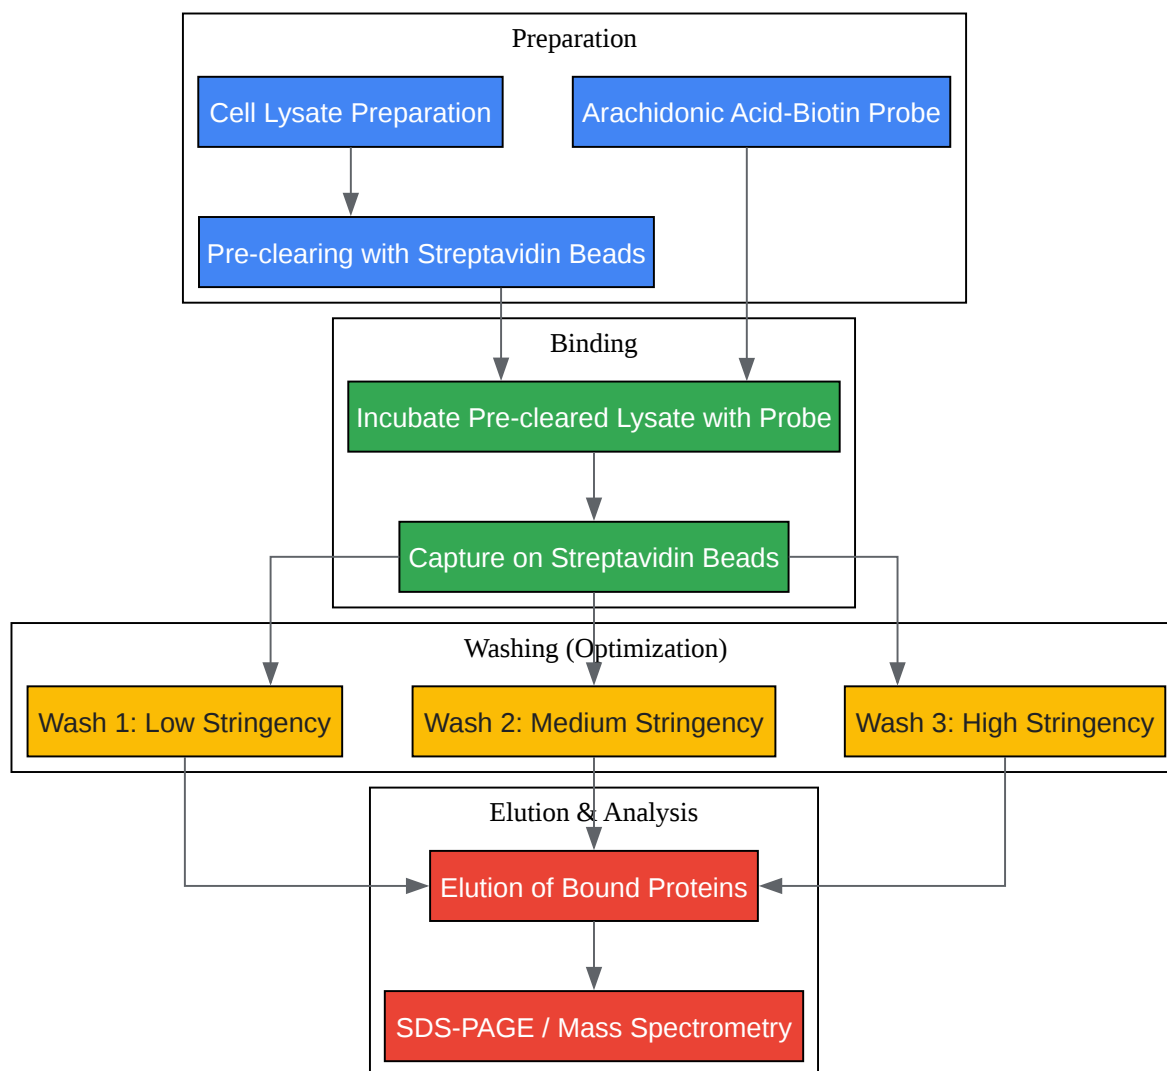 Preparation
Cell Lysate Preparation
Arachidonic Acid-Biotin Probe
Pre-clearing with Streptavidin Beads
Binding
Incubate Pre-cleared Lysate with Probe
Capture on Streptavidin Beads
Washing (Optimization)
Wash 1: Low Stringency
Wash 2: Medium Stringency
Wash 3: High Stringency
Elution & Analysis
Elution of Bound Proteins
SDS-PAGE / Mass Spectrometry